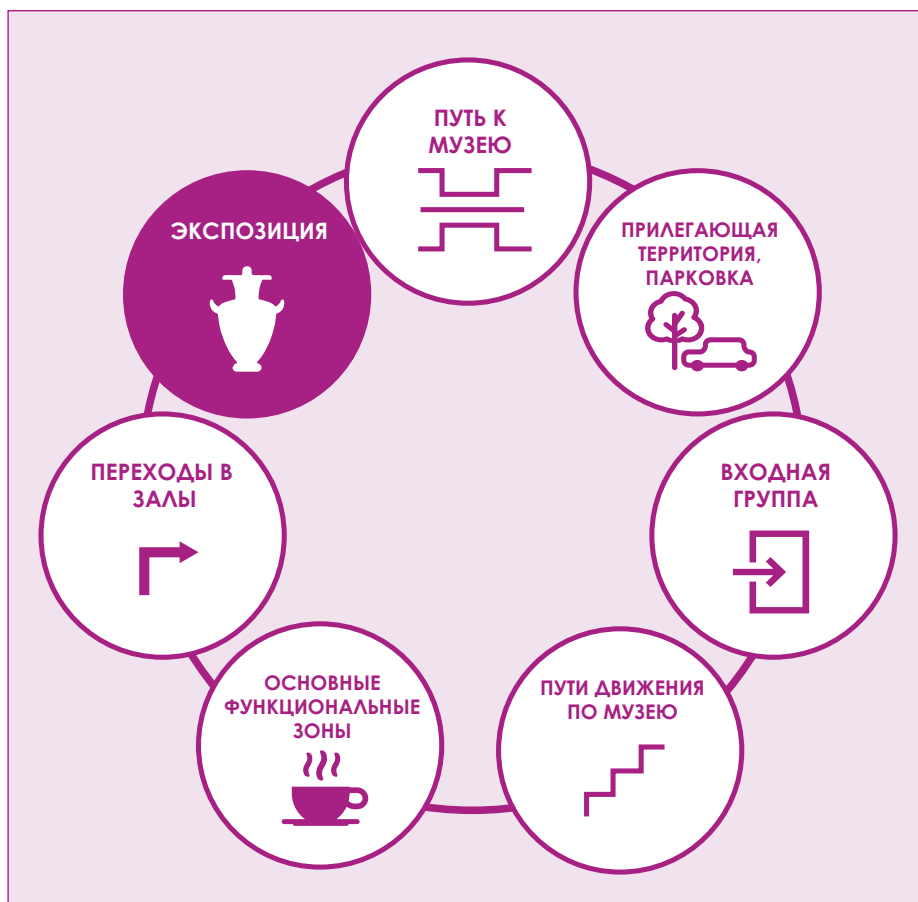 ПУТЬ К
МУЗЕЮ
ПРИЛЕГАЮЩАЯ
ТЕРРИТОРИЯ,
ПАРКОВКА
ВХОДНАЯ
ГРУППА
ПУТИ ДВИЖЕНИЯ
ПО МУЗЕЮ
ОСНОВНЫЕ
ФУНКЦИОНАЛЬНЫЕ
ЗОНЫ
ПЕРЕХОДЫ В
ЗАЛЫ
ЭКСПОЗИЦИЯ